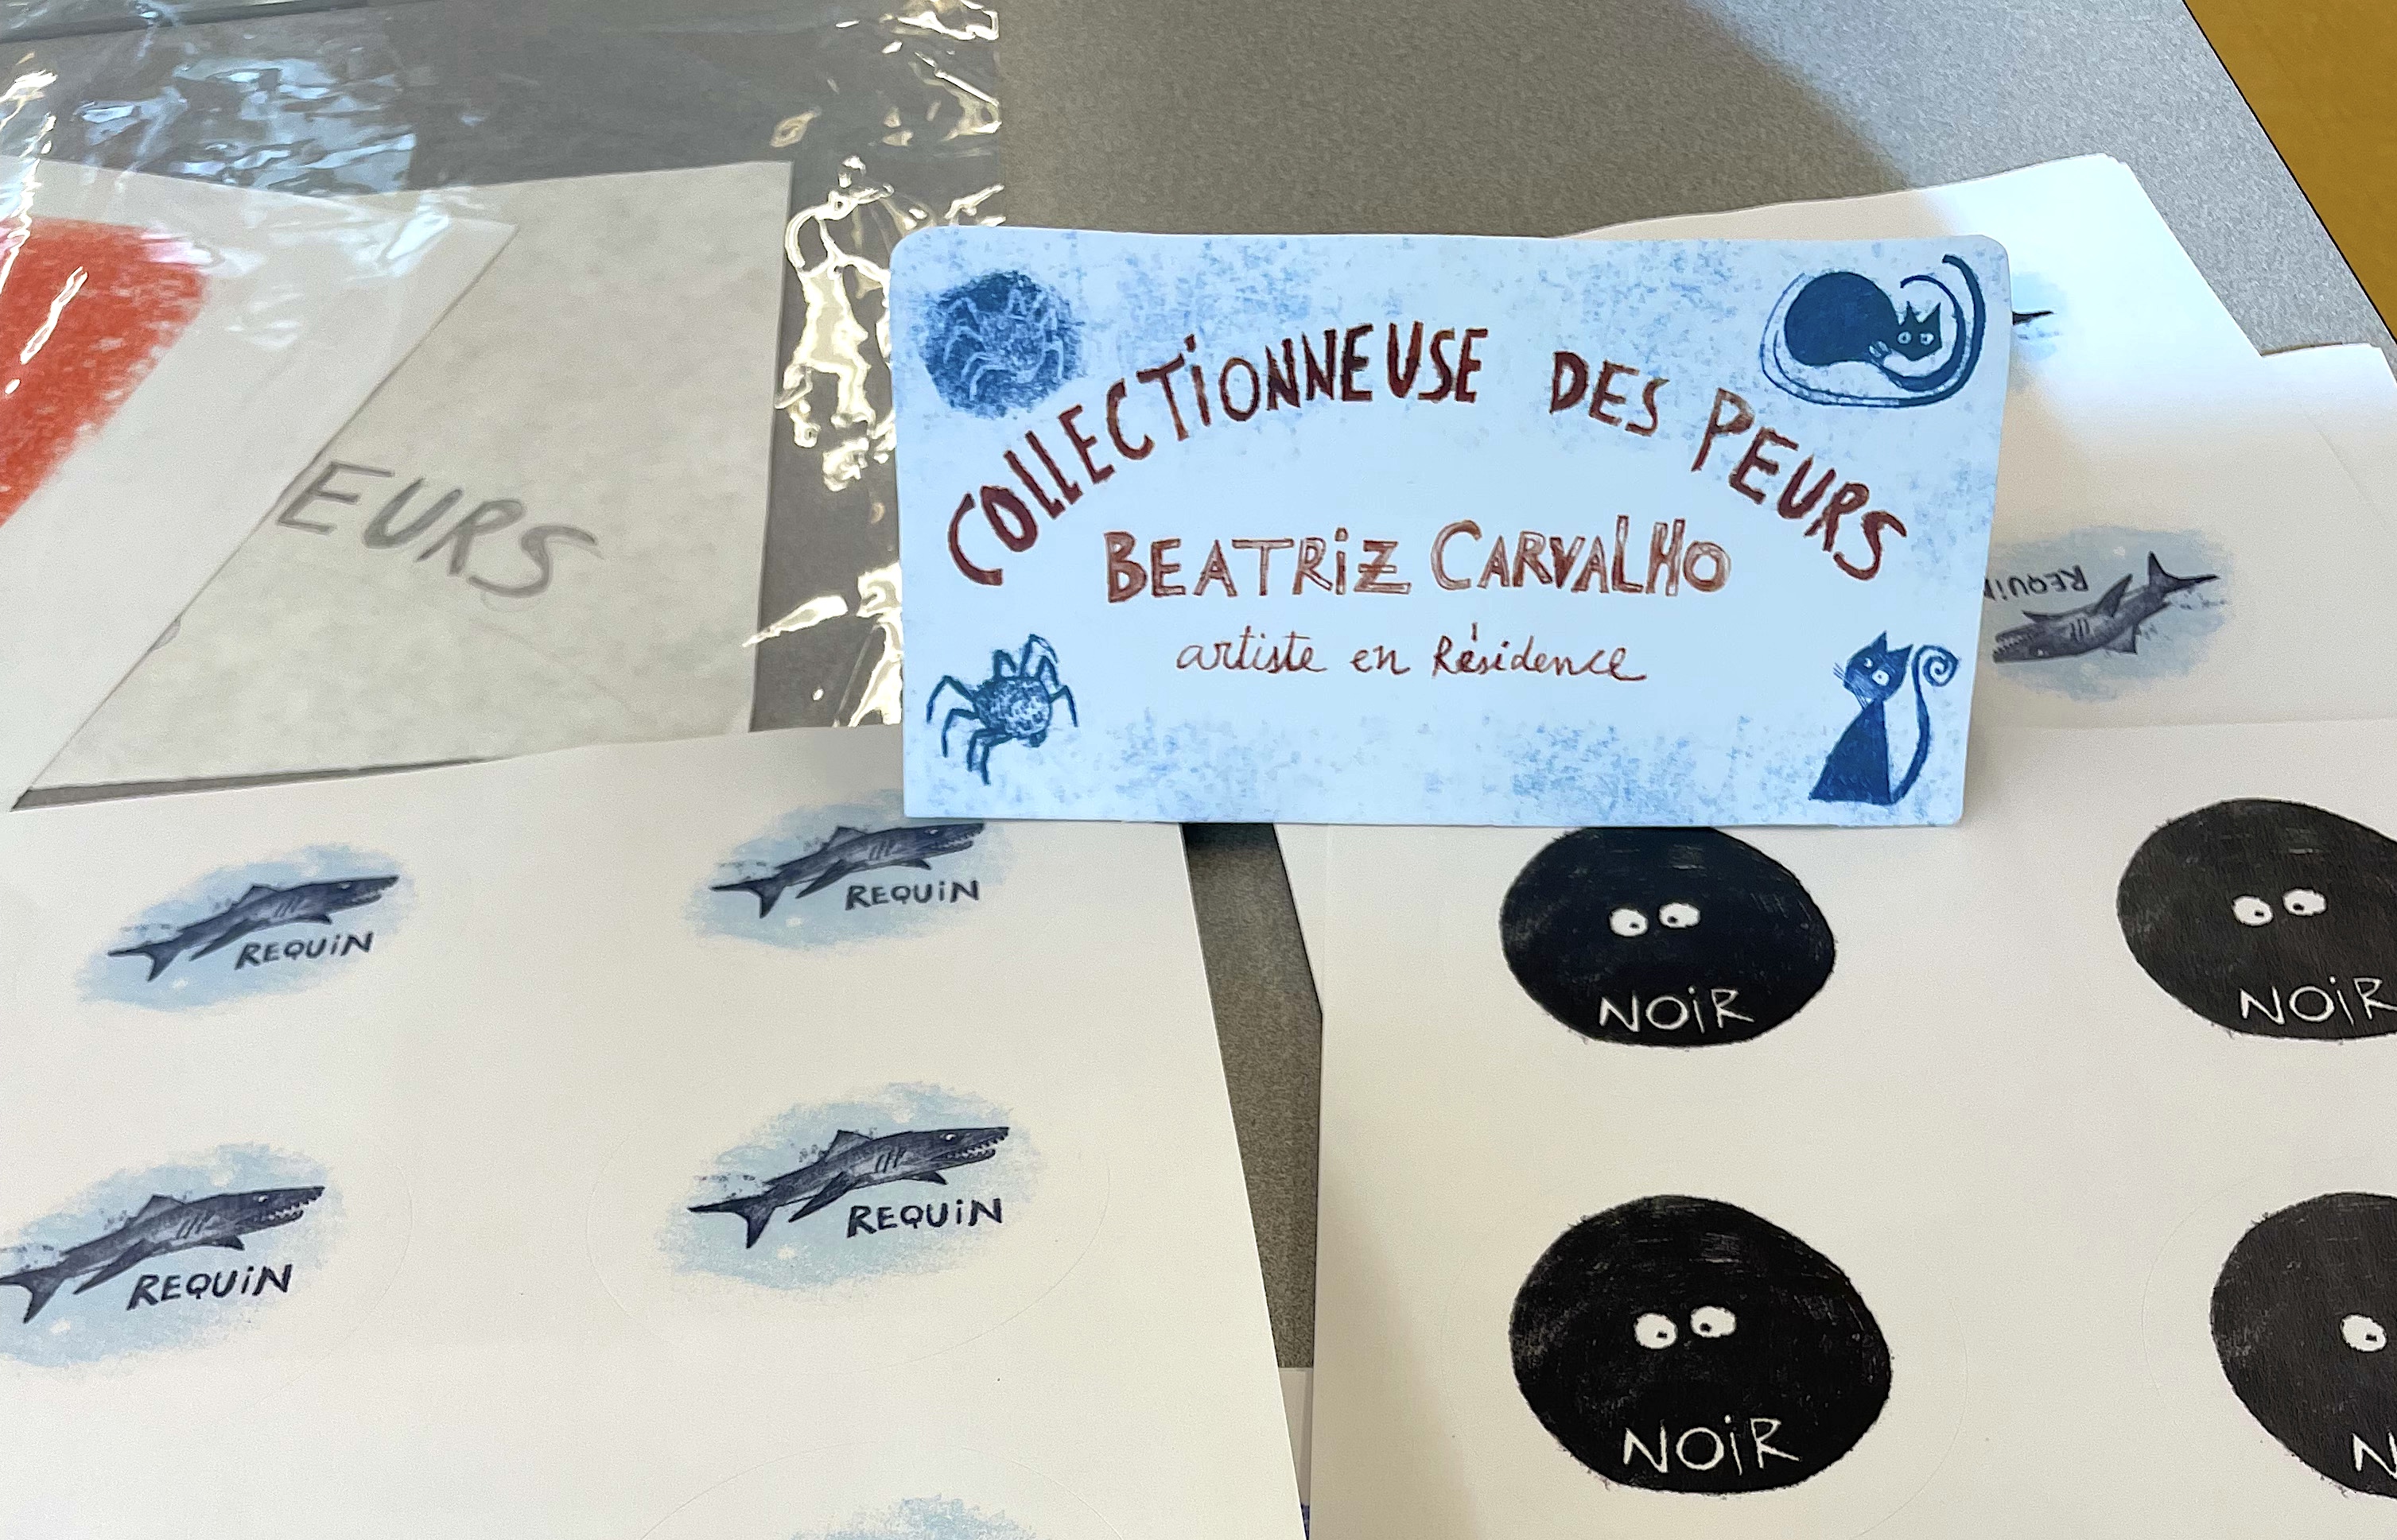 EURS
COLLECTIONNEUSE DES PEURS
BEATRIZ CARVALHO
artiste en Résidence
REQUIN
REQUIN
REQUIN
NOIR
NOIR
REQUIN
REQUIN
NOIR